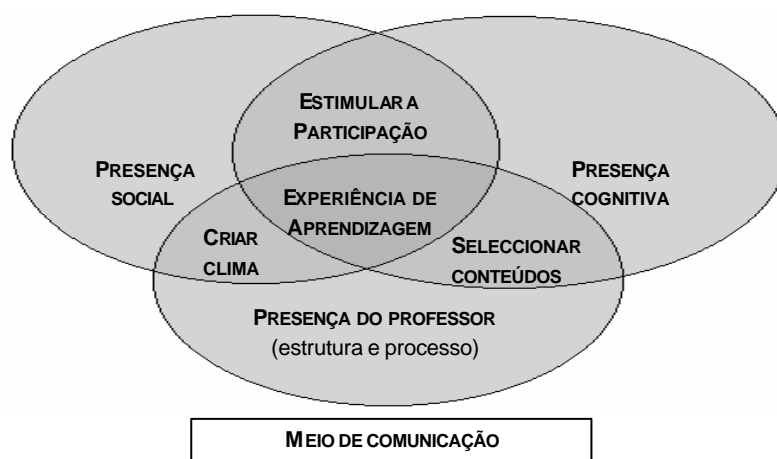 ESTIMULAR A
PARTICIPAÇÃO
PRESENÇA
SOCIAL
PRESENÇA
COGNITIVA
EXPERIÊNCIA DE
APRENDIZAGEM
CRIAR
CLIMA
SELECCIONAR
CONTEÚDOS
PRESENÇA DO PROFESSOR
(estrutura e processo)
MEIO DE COMUNICAÇÃO